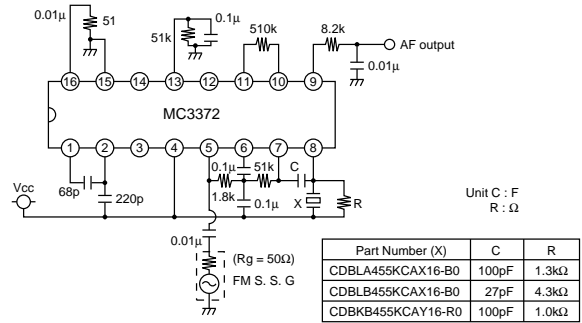 0.01μ
51
0.1μ
51k
510k
8.2k
AF output
0.01μ
16
15
14
13
12
11
10
9
MC3372
1
2
3
4
5
6
7
8
68p
220p
0.1μ
51k
C
1.8k
0.1μ
X
R
Vcc
Unit C : F
R : Ω
0.01μ
(Rg = 50Ω)
FM S. S. G
Part Number (X) C R
CDBLA455KCAX16-B0 100pF 1.3kΩ
CDBLB455KCAX16-B0 27pF 4.3kΩ
CDBKB455KCAY16-R0 100pF 1.0kΩ